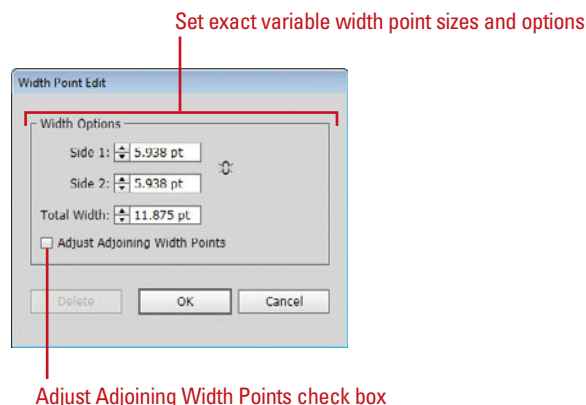 Set exact variable width point sizes and options
Width Point Edit
Width Options
Side 1: 5.938 pt
Side 2: 5.938 pt
Total Width: 11.875 pt
Adjust Adjoining Width Points
Delete OK Cancel
Adjust Adjoining Width Points check box